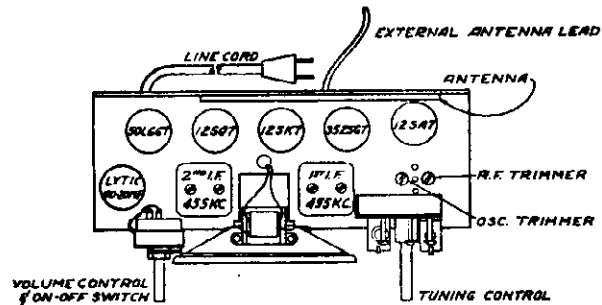 EXTERNAL ANTENNA LEAD
LINE CORD
ANTENNA
50L6GT
12SQ7
12SK7
35Z5GT
12SA7
2ND I.F.
455KC
1ST I.F.
455KC.
LYTIC
R.F. TRIMMER
OSC. TRIMMER
VOLUME CONTROL
& ON-OFF SWITCH
TUNING CONTROL